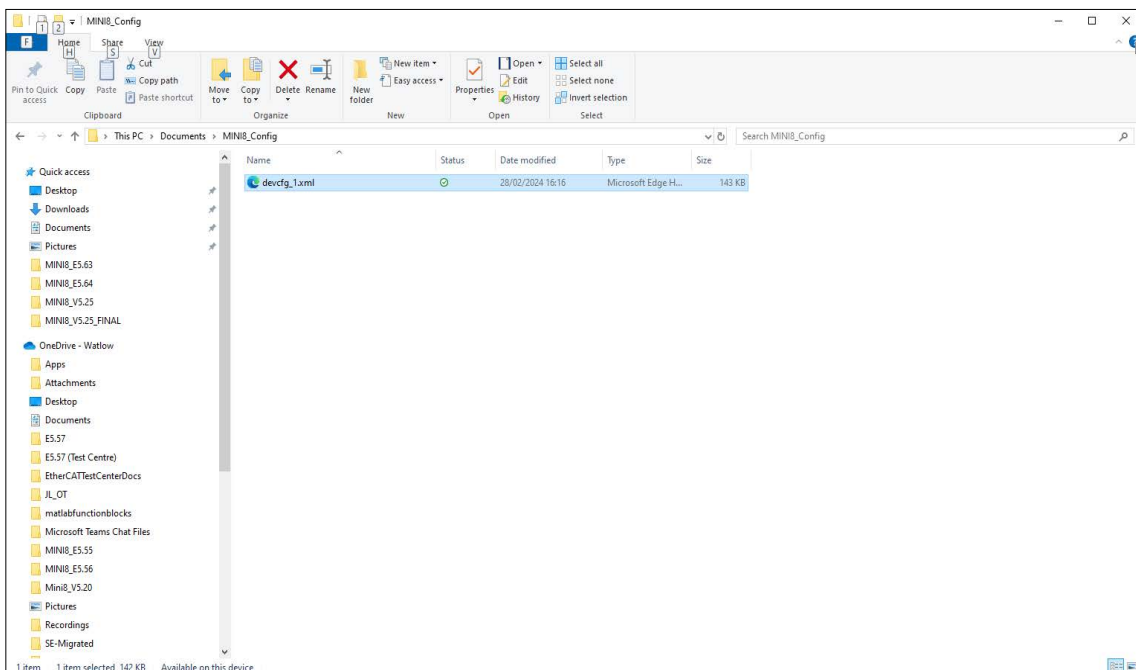 1 2 MINI8_Config
F Home Share View
H S V
Pin to Quick access
Copy
Paste
Cut
Copy path
Paste shortcut
Clipboard
Move to
Copy to
Delete
Rename
Organize
New folder
New item
Easy access
New
Properties
Open
Edit
History
Open
Select all
Select none
Invert selection
Select
This PC > Documents > MINI8_Config
Search MINI8_Config
Name Status Date modified Type Size
devcfg_1.xml 28/02/2024 16:16 Microsoft Edge H... 143 KB
Quick access
Desktop
Downloads
Documents
Pictures
MINI8_E5.63
MINI8_E5.64
MINI8_V5.25
MINI8_V5.25_FINAL
OneDrive - Watlow
Apps
Attachments
Desktop
Documents
E5.57
E5.57 (Test Centre)
EtherCATTestCenterDocs
JL_OT
matlabfunctionblocks
Microsoft Teams Chat Files
MINI8_E5.55
MINI8_E5.56
Mini8_V5.20
Pictures
Recordings
SE-Migrated
1 item 1 item selected 142 KB Available on this device